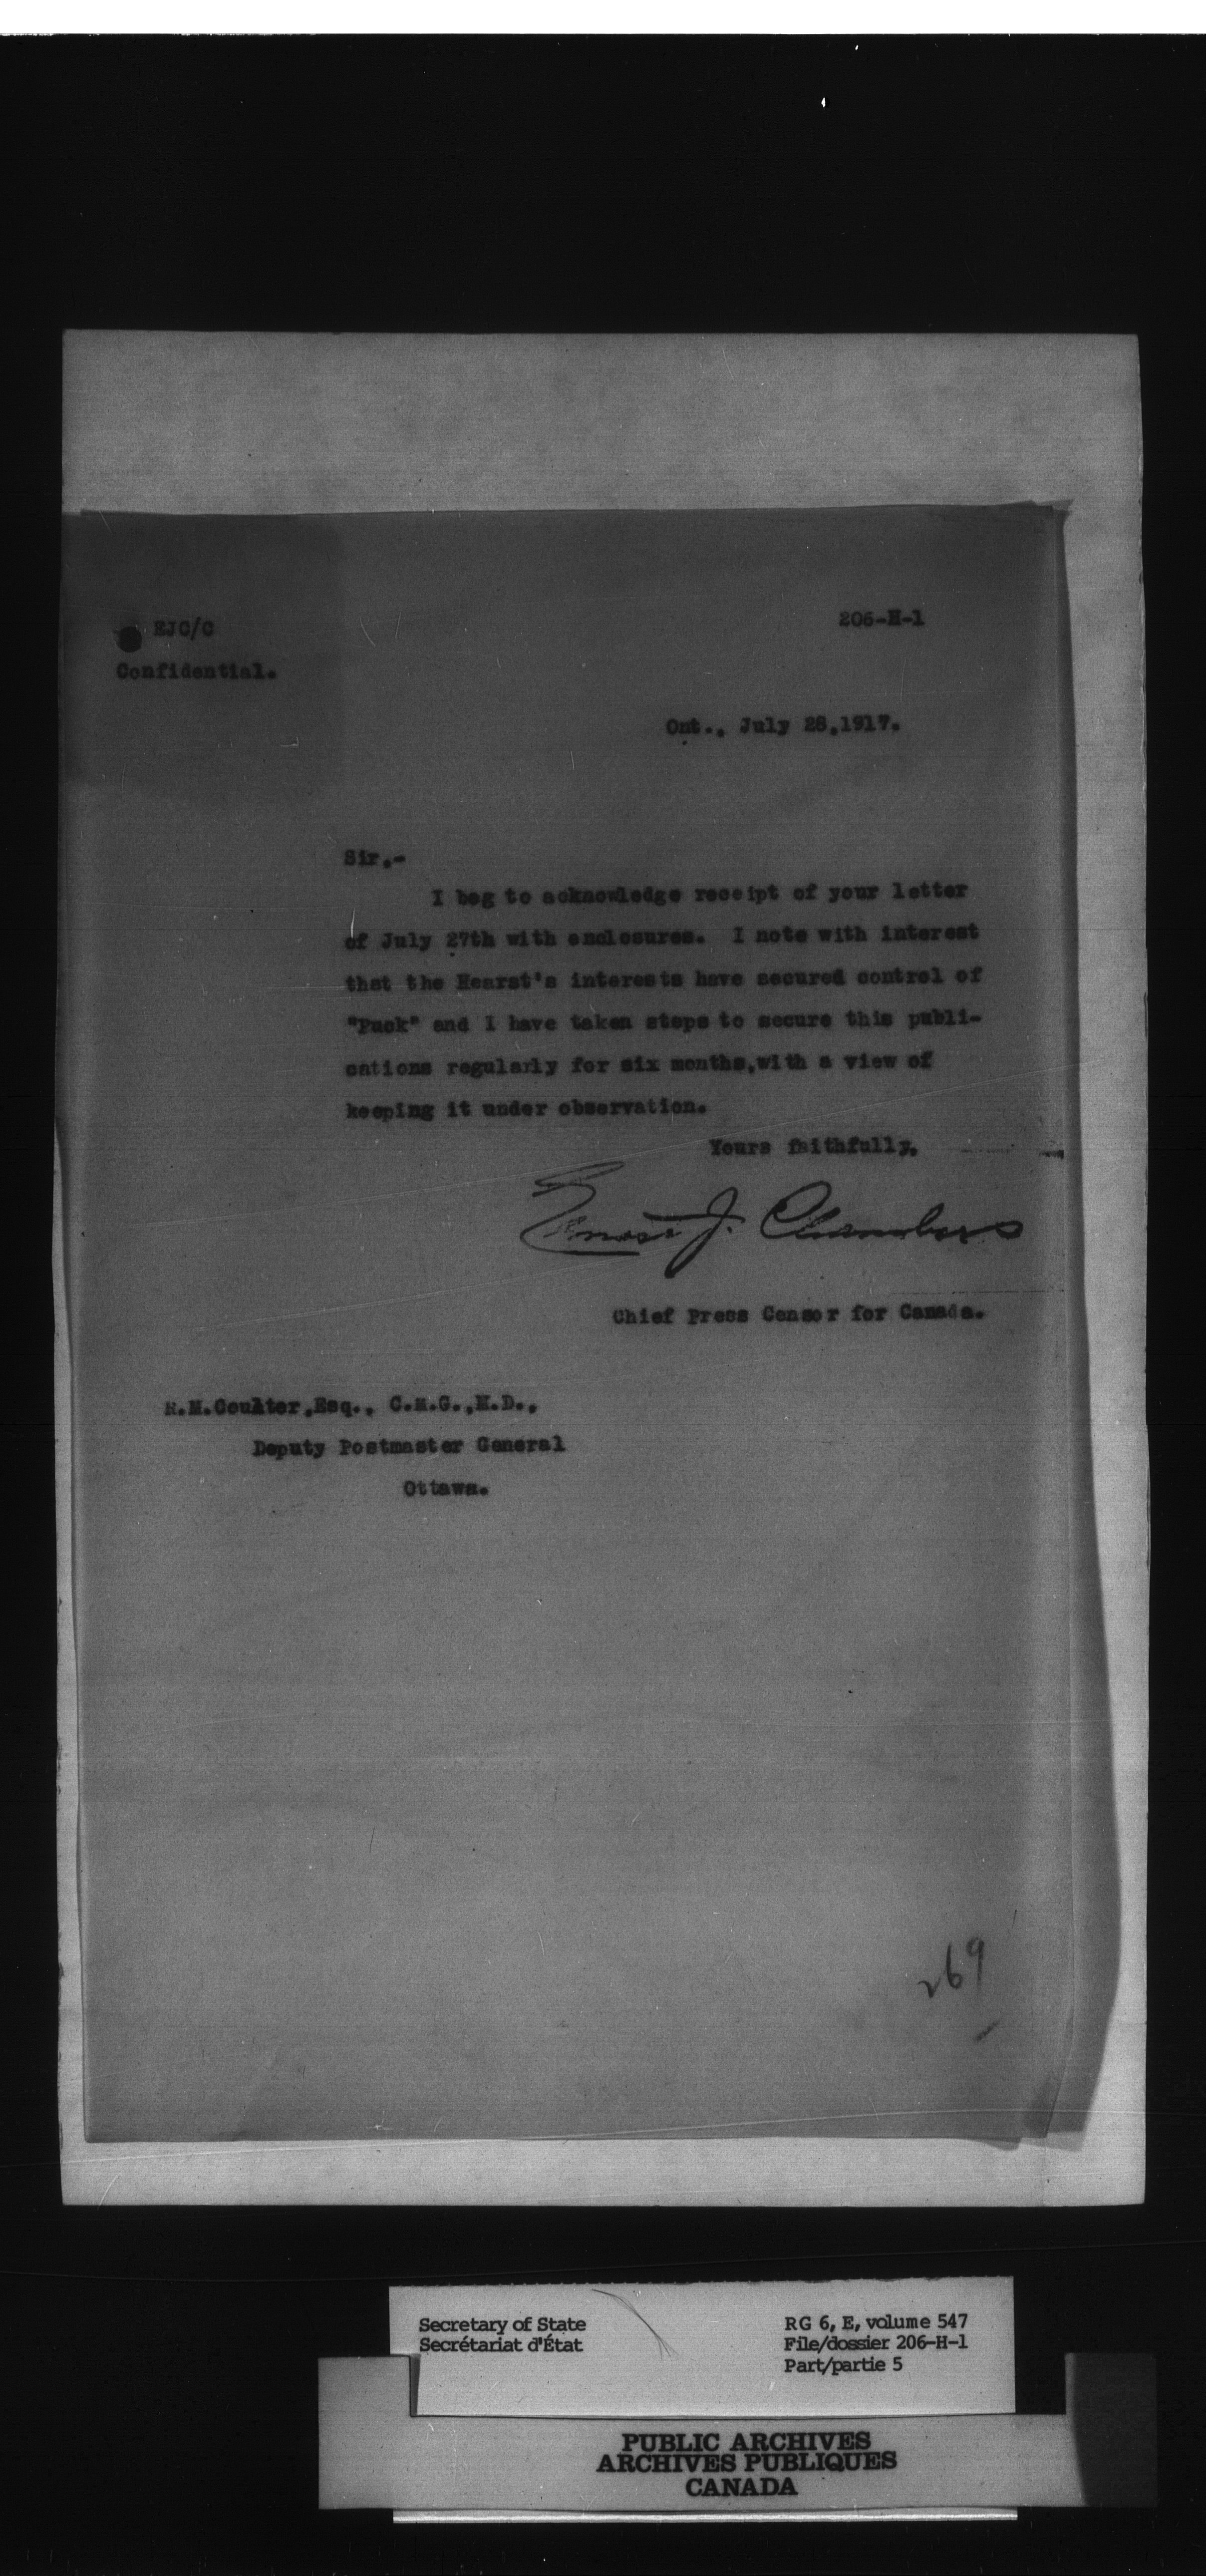 EJC/C
206-H-1
Confidential.
Ont., July 28,1917.
Sir.-
I beg to acknowledge receipt of your letter
of July 27th with enclosures. I note with interest
that the Hearst's interests have secured control of
"Puck" and I have taken steps to secure this publi-
cations regularly for six months,with a view of
keeping it under observation.
Yours faithfully,
Ernest J. Chambers
Chief Press Censor for Canada.
R.M.Coulter,Esq., C.M.G.,M.D.,
Deputy Postmaster General
Ottawa.
269
Secretary of State
Secrétariat d'État
RG 6, E, volume 547
File/dossier 206-H-1
Part/partie 5
PUBLIC ARCHIVES
ARCHIVES PUBLIQUES
CANADA